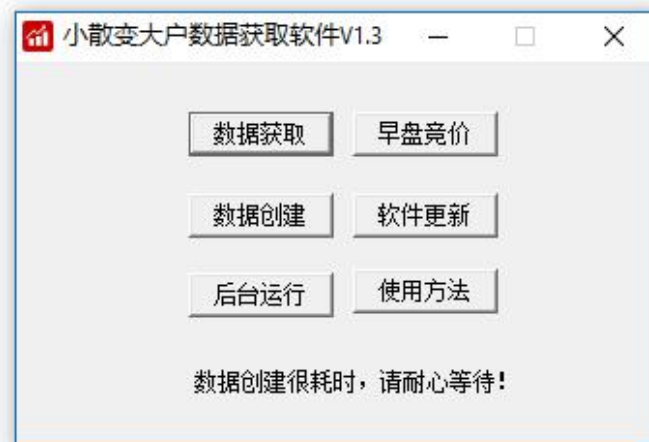 小散变大户数据获取软件V1.3
数据获取 早盘竞价
数据创建 软件更新
后台运行 使用方法
数据创建很耗时，请耐心等待！